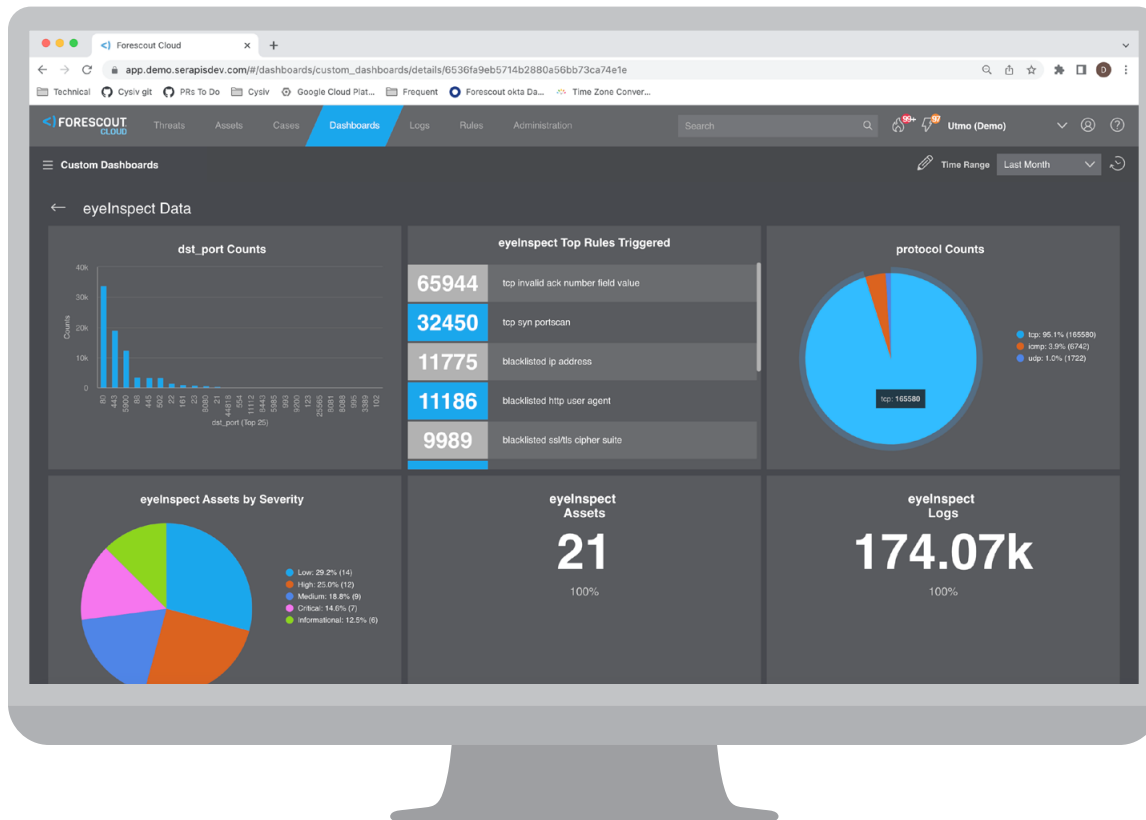 Forescout Cloud
app.demo.serapisdev.com/#/dashboards/custom_dashboards/details/6536fa9eb5714b2880a56bb73ca74e1e
Technical Cysiv git PRs To Do Cysiv Google Cloud Plat... Frequent Forescout okta Da... Time Zone Conver...
D
FORESCOUT
CLOUD
Threats Assets Cases Dashboards Logs Rules Administration Search 99+ 97 Utmo (Demo)
Custom Dashboards
Time Range Last Month
eyeInspect Data
dst_port Counts
40k
30k
20k
10k
0
Counts
80 443 5900 88 445 502 22 161 23 8080 21 44818 554 11112 8443 5985 993 9200 123 25565 8081 8088 995 3389 102
dst_port (Top 25)
eyeInspect Top Rules Triggered
65944 tcp invalid ack number field value
32450 tcp syn portscan
11775 blacklisted ip address
11186 blacklisted http user agent
9989 blacklisted ssl/tls cipher suite
protocol Counts
tcp: 95.1% (165580)
icmp: 3.9% (6742)
udp: 1.0% (1722)
tcp: 165580
eyeInspect Assets by Severity
Low: 29.2% (14)
High: 25.0% (12)
Medium: 18.8% (9)
Critical: 14.6% (7)
Informational: 12.5% (6)
eyeInspect
Assets
21
100%
eyeInspect
Logs
174.07k
100%